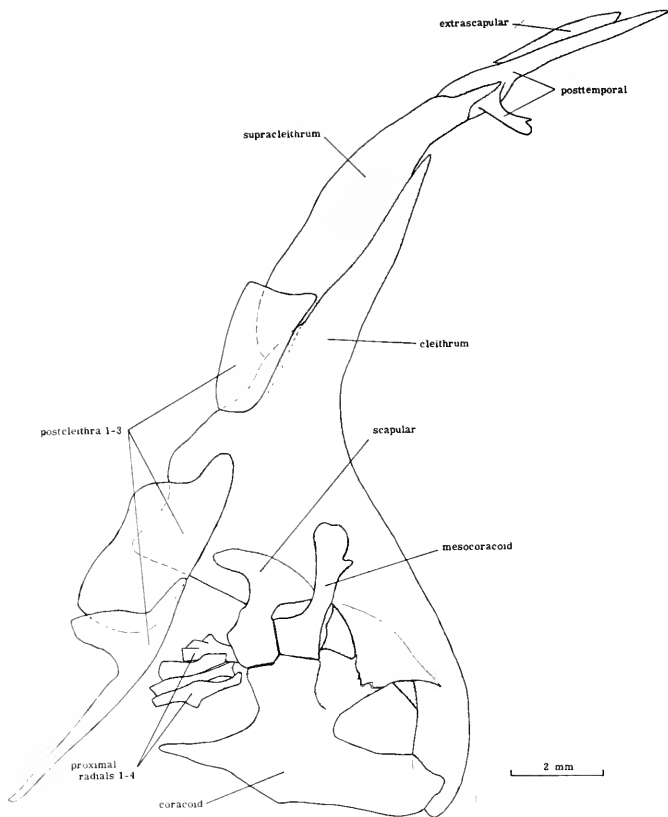 extrascapular
posttemporal
supracleithrum
cleithrum
postcleithra 1-3
scapular
mesocoracoid
proximal
radials 1-4
coracoid
2 mm